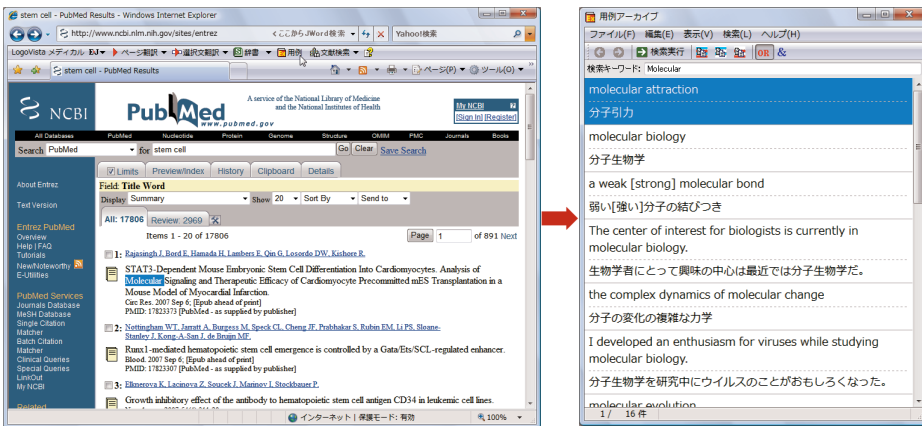 stem cell - PubMed Results - Windows Internet Explorer
http://www.ncbi.nlm.nih.gov/sites/entrez
<ここからJWord検索
Yahoo!検索
LogoVista メディカル EJ
ページ翻訳
選択文翻訳
辞書
用例
文献検索
stem cell - PubMed Results
ページ(P)
ツール(O)
NCBI
PubMed
www.pubmed.gov
A service of the National Library of Medicine
and the National Institutes of Health
My NCBI
[Sign In] [Register]
All Databases PubMed Nucleotide Protein Genome Structure OMIM PMC Journals Books
Search PubMed for stem cell Go Clear Save Search
Limits Preview/Index History Clipboard Details
Field: Title Word
Display Summary Show 20 Sort By Send to
All: 17806 Review: 2969
Items 1 - 20 of 17806 Page 1 of 891 Next
About Entrez
Text Version
Entrez PubMed
Overview
Help | FAQ
Tutorials
New/Noteworthy
E-Utilities
PubMed Services
Journals Database
MeSH Database
Single Citation
Matcher
Batch Citation
Matcher
Clinical Queries
Special Queries
LinkOut
My NCBI
Related
1: Rajasingh J, Bord E, Hamada H, Lambers E, Qin G, Losordo DW, Kishore R.
STAT3-Dependent Mouse Embryonic Stem Cell Differentiation Into Cardiomyocytes. Analysis of
Molecular Signaling and Therapeutic Efficacy of Cardiomyocyte Precommitted mES Transplantation in a
Mouse Model of Myocardial Infarction.
Circ Res. 2007 Sep 6; [Epub ahead of print]
PMID: 17823373 [PubMed - as supplied by publisher]
2: Nottingham WT, Jarratt A, Burgess M, Speck CL, Cheng JF, Prabhakar S, Rubin EM, Li PS, Sloane-
Stanley J, Kong-A-San J, de Bruijn MF.
Runx1-mediated hematopoietic stem cell emergence is controlled by a Gata/Ets/SCL-regulated enhancer.
Blood. 2007 Sep 6; [Epub ahead of print]
PMID: 17823307 [PubMed - as supplied by publisher]
3: Ellmerova K, Lacinova Z, Soucek J, Marinov I, Stockbauer P.
Growth inhibitory effect of the antibody to hematopoietic stem cell antigen CD34 in leukemic cell lines.
インターネット | 保護モード: 有効
100%
用例アーカイブ
ファイル(F) 編集(E) 表示(V) 検索(L) ヘルプ(H)
検索実行
OR &
検索キーワード: Molecular
molecular attraction
分子引力
molecular biology
分子生物学
a weak [strong] molecular bond
弱い[強い]分子の結びつき
The center of interest for biologists is currently in
molecular biology.
生物学者にとって興味の中心は最近では分子生物学だ。
the complex dynamics of molecular change
分子の変化の複雑な力学
I developed an enthusiasm for viruses while studying
molecular biology.
分子生物学を研究中にウイルスのことがおもしろくなった。
molecular evolution
1 / 16 件